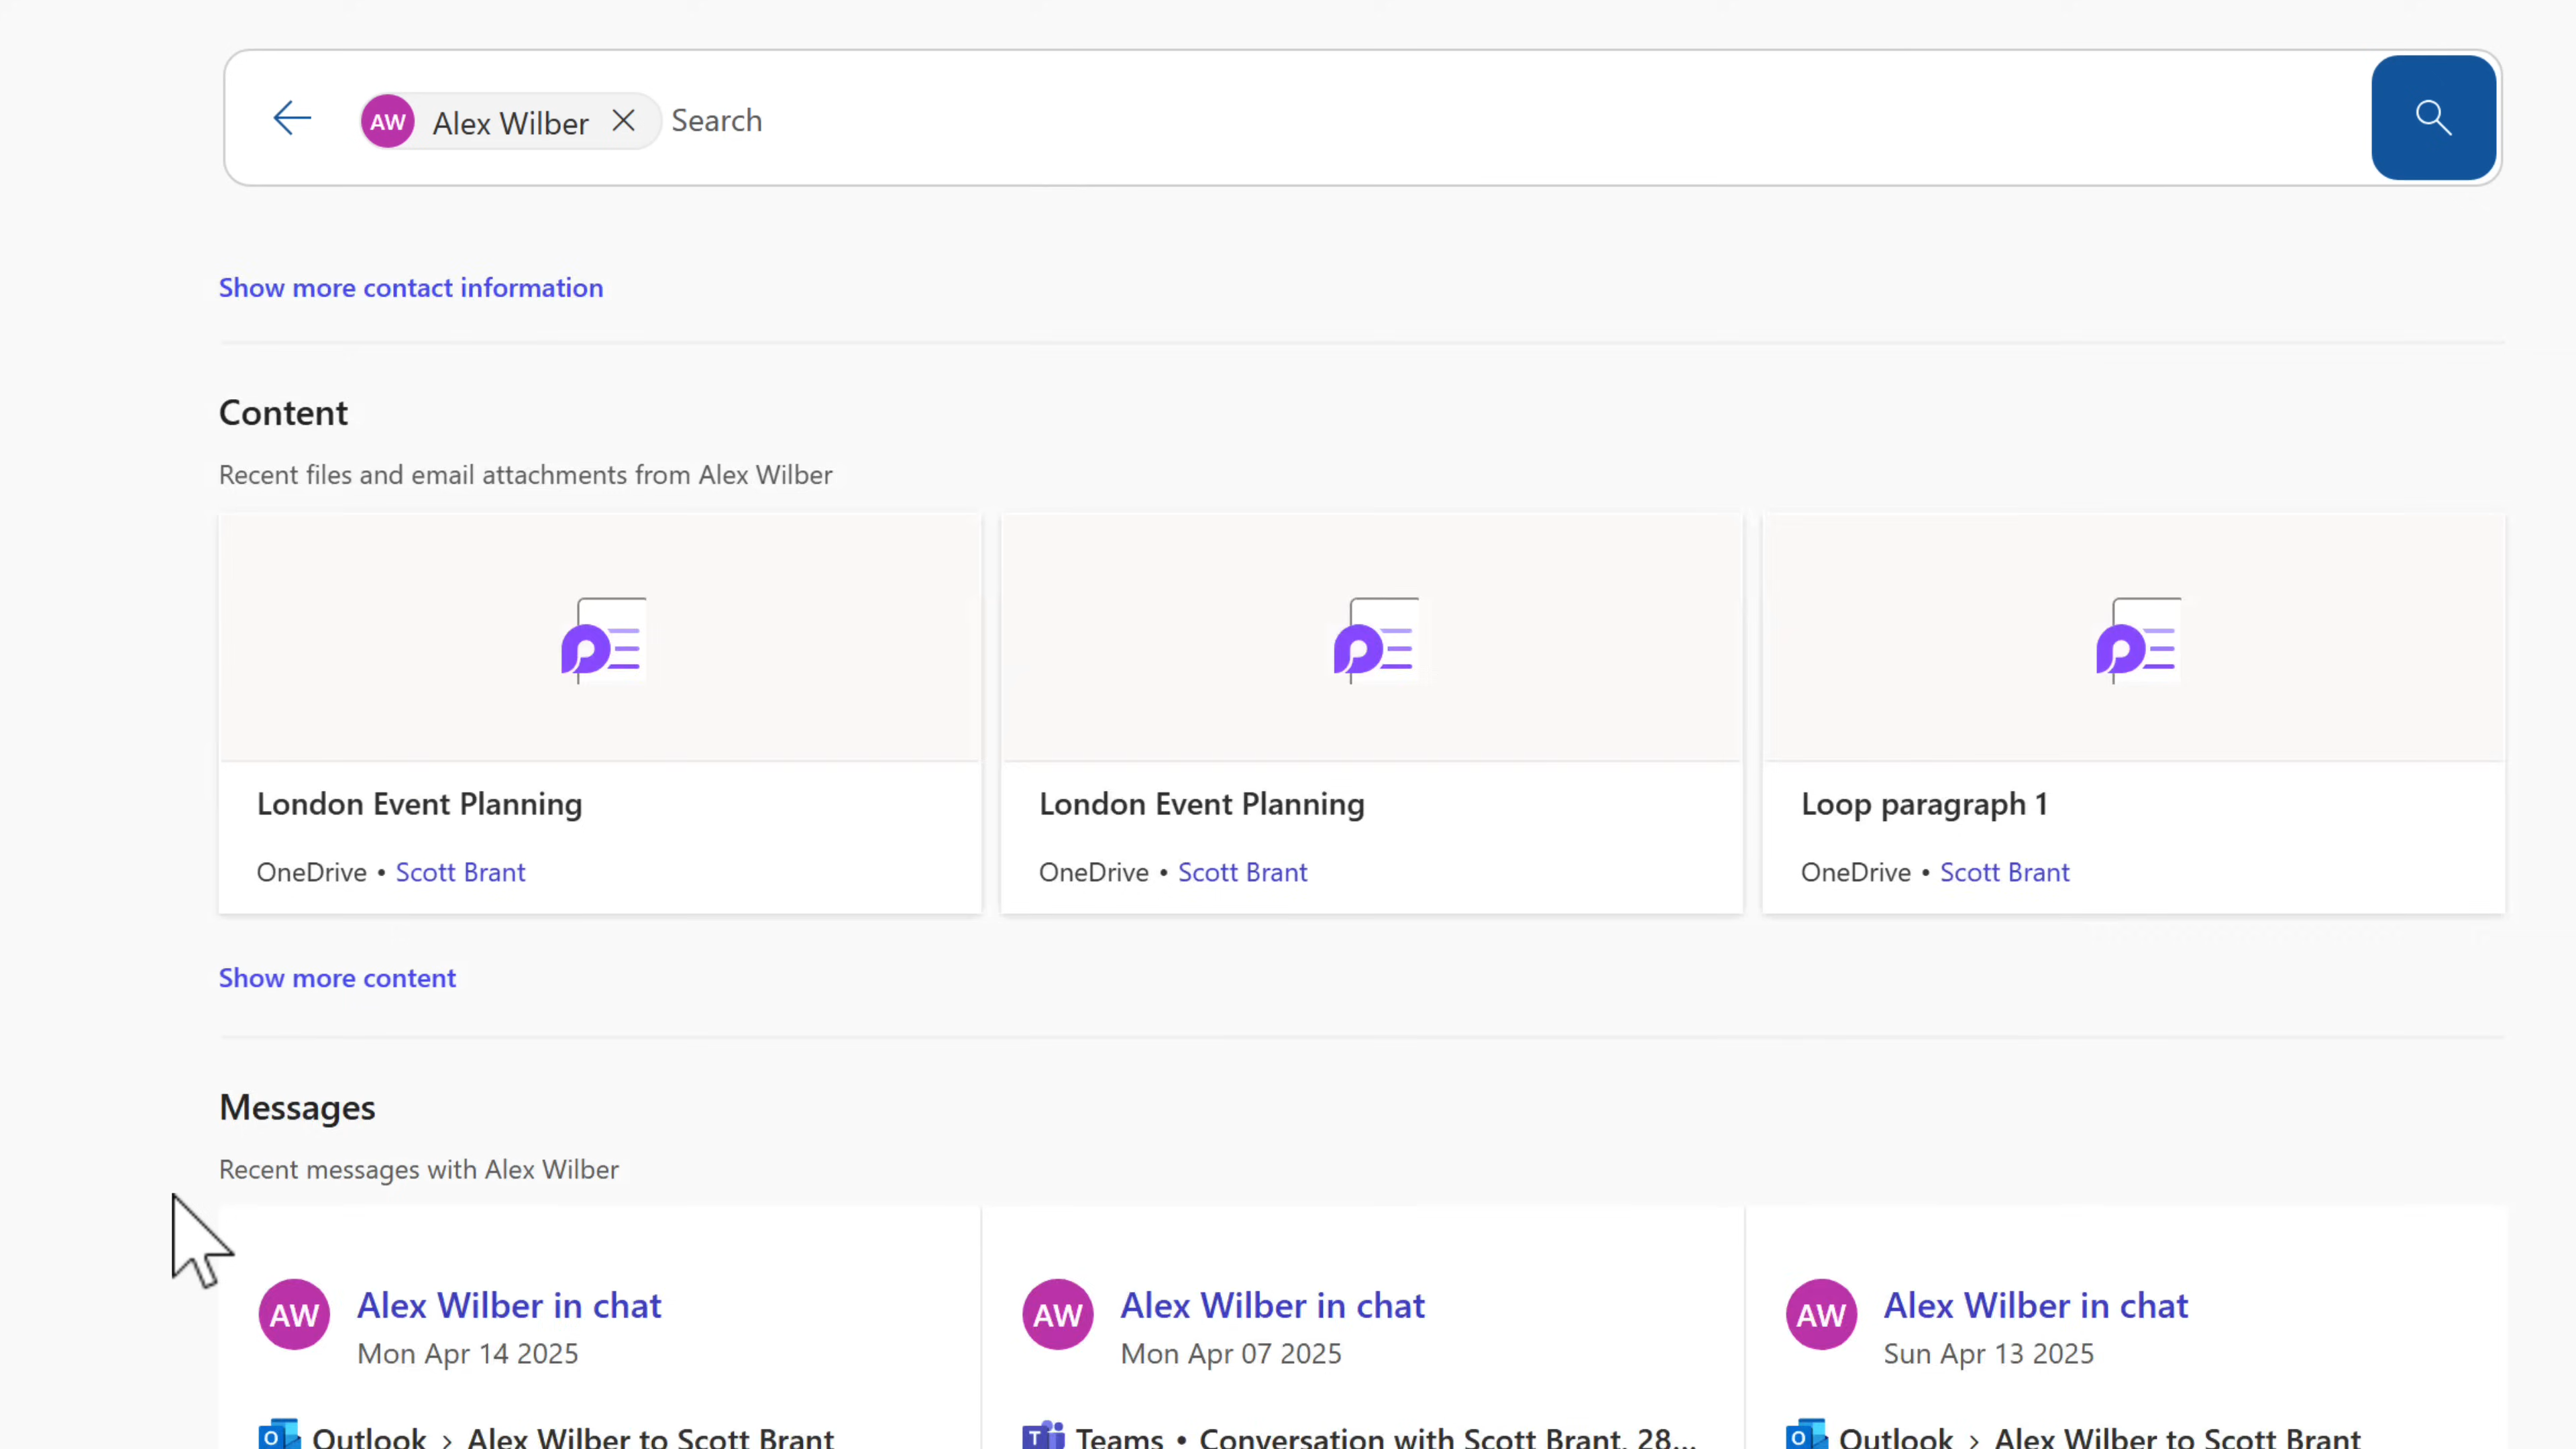 AW Alex Wilber Search
Show more contact information
Content
Recent files and email attachments from Alex Wilber
London Event Planning
OneDrive • Scott Brant
London Event Planning
OneDrive • Scott Brant
Loop paragraph 1
OneDrive • Scott Brant
Show more content
Messages
Recent messages with Alex Wilber
AW Alex Wilber in chat
Mon Apr 14 2025
Outlook › Alex Wilber to Scott Brant
AW Alex Wilber in chat
Mon Apr 07 2025
Teams • Conversation with Scott Brant, 28...
AW Alex Wilber in chat
Sun Apr 13 2025
Outlook › Alex Wilber to Scott Brant